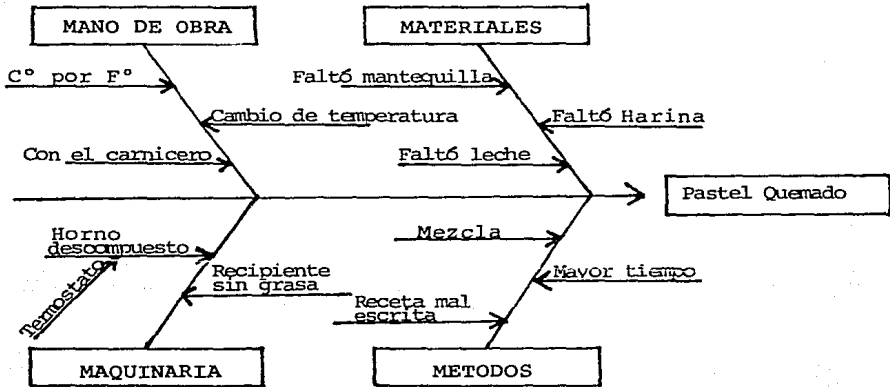 MANO DE OBRA
MATERIALES
C° por F°
Faltó mantequilla
Cambio de temperatura
Faltó Harina
Con el carnicero
Faltó leche
Pastel Quemado
Horno
descompuesto
Termostato
Mezcla
Recipiente
sin grasa
Mayor tiempo
Receta mal
escrita
MAQUINARIA
METODOS